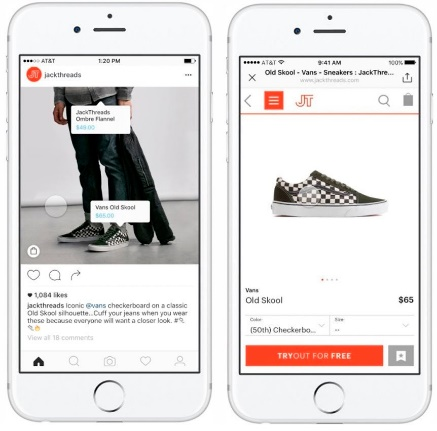 AT&T
1:20 PM
JT
jackthreads
JackThreads
Ombre Flannel
$49.00
Vans Old Skool
$65.00
1,084 likes
jackthreads Iconic @vans checkerboard on a classic
Old Skool silhouette...Cuff your jeans when you wear
these because everyone will want a closer look. #
View all 18 comments
AT&T
9:41 AM
100%
Old Skool - Vans - Sneakers : JackThre...
www.jackthreads.com
JT
Vans
Old Skool
$65
Color:
(50th) Checkerbo...
Size:
--
TRYOUT FOR FREE